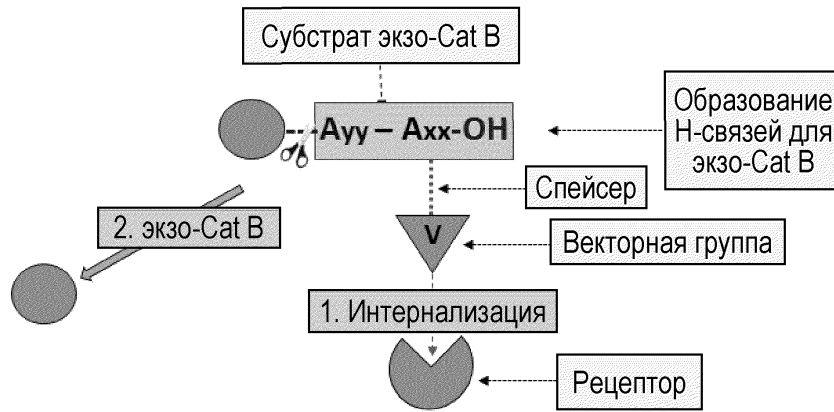 Субстрат экзо-Cat B
Ayy – Axx-OH
Образование
Н-связей для
экзо-Cat B
Спейсер
2. экзо-Cat B
V
Векторная группа
1. Интернализация
Рецептор